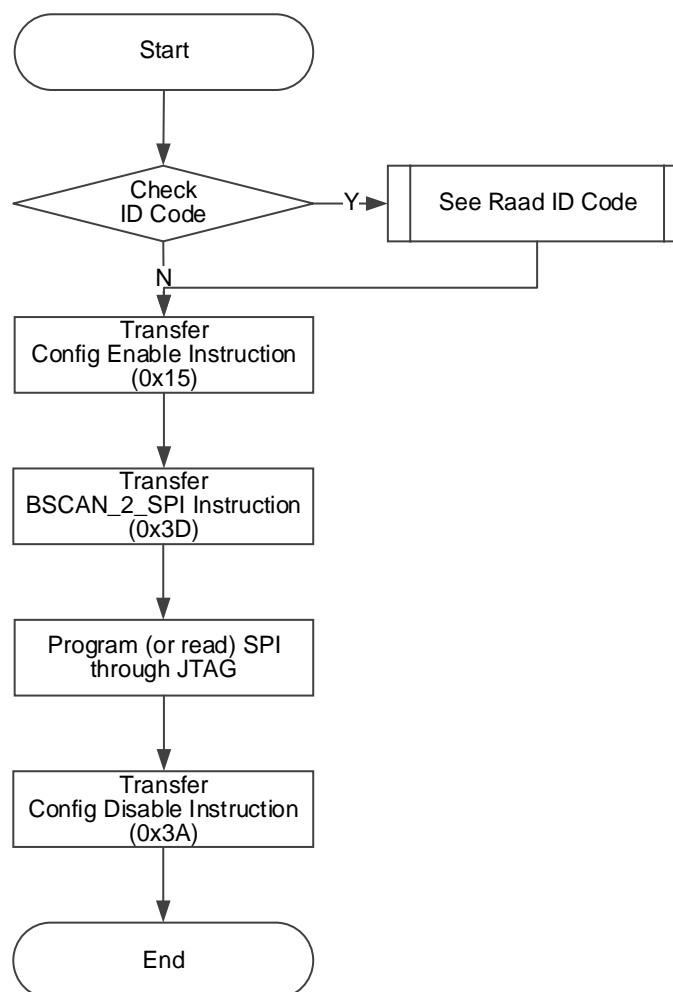 Start
Check
ID Code
Y
See Raad ID Code
N
Transfer
Config Enable Instruction
(0x15)
Transfer
BSCAN_2_SPI Instruction
(0x3D)
Program (or read) SPI
through JTAG
Transfer
Config Disable Instruction
(0x3A)
End